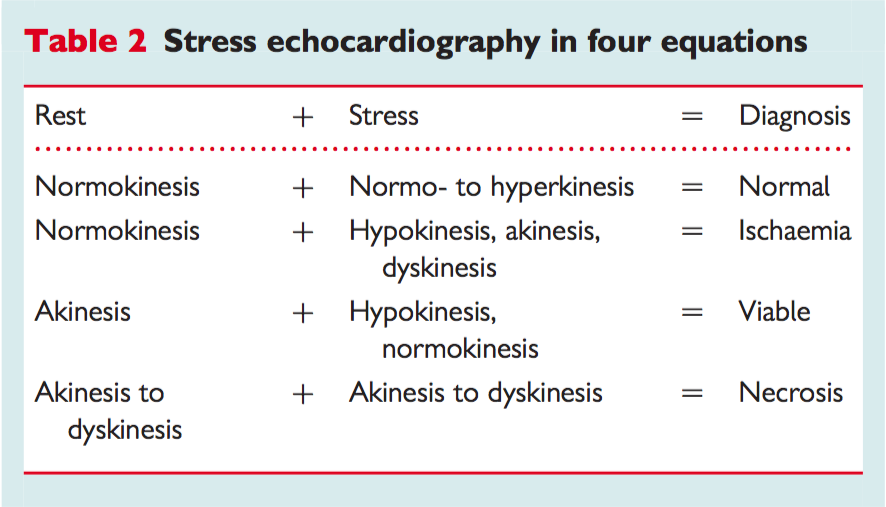 Table 2 Stress echocardiography in four equations
Rest + Stress = Diagnosis
Normokinesis + Normo- to hyperkinesis = Normal
Normokinesis + Hypokinesis, akinesis, = Ischaemia
dyskinesis
Akinesis + Hypokinesis, = Viable
normokinesis
Akinesis to + Akinesis to dyskinesis = Necrosis
dyskinesis